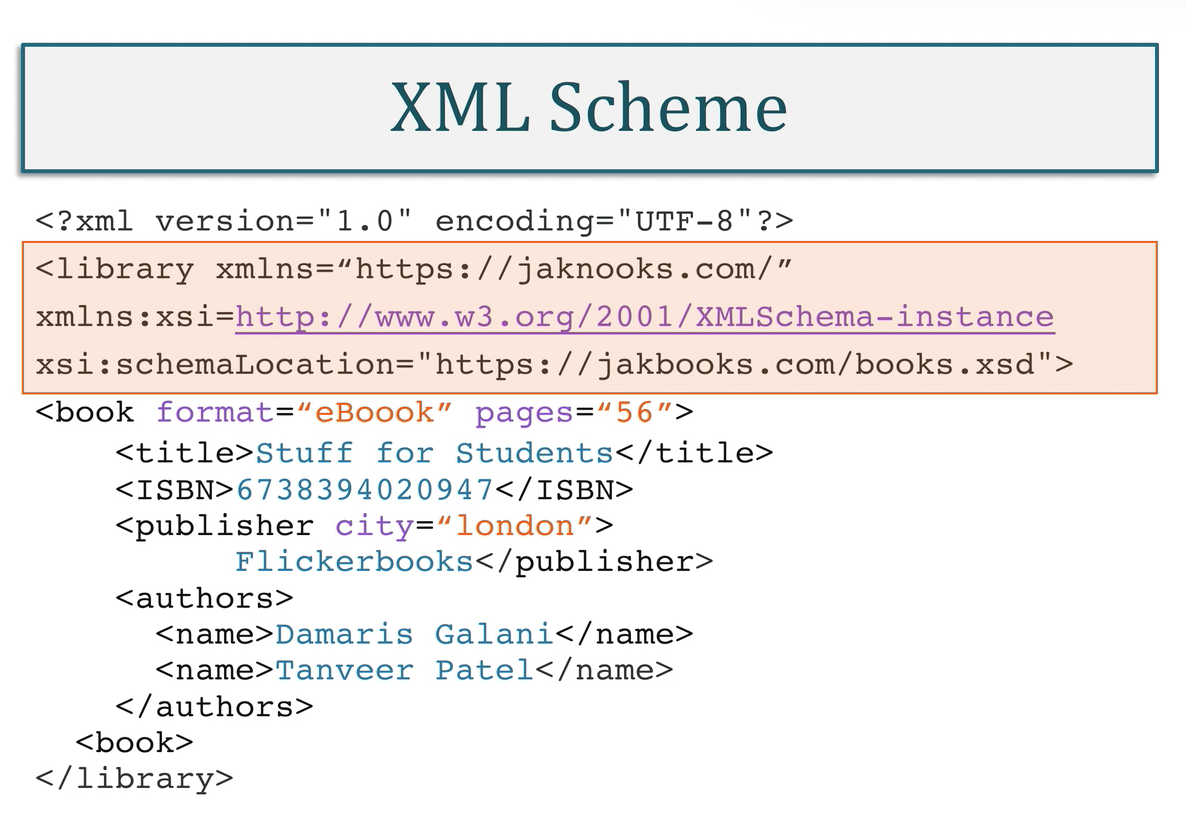 XML Scheme
<?xml version="1.0" encoding="UTF-8"?>
<library xmlns=“https://jaknooks.com/”
xmlns:xsi=http://www.w3.org/2001/XMLSchema-instance
xsi:schemaLocation="https://jakbooks.com/books.xsd">
<book format=“eBoook” pages=“56”>
<title>Stuff for Students</title>
<ISBN>6738394020947</ISBN>
<publisher city=“london”>
Flickerbooks</publisher>
<authors>
<name>Damaris Galani</name>
<name>Tanveer Patel</name>
</authors>
<book>
</library>